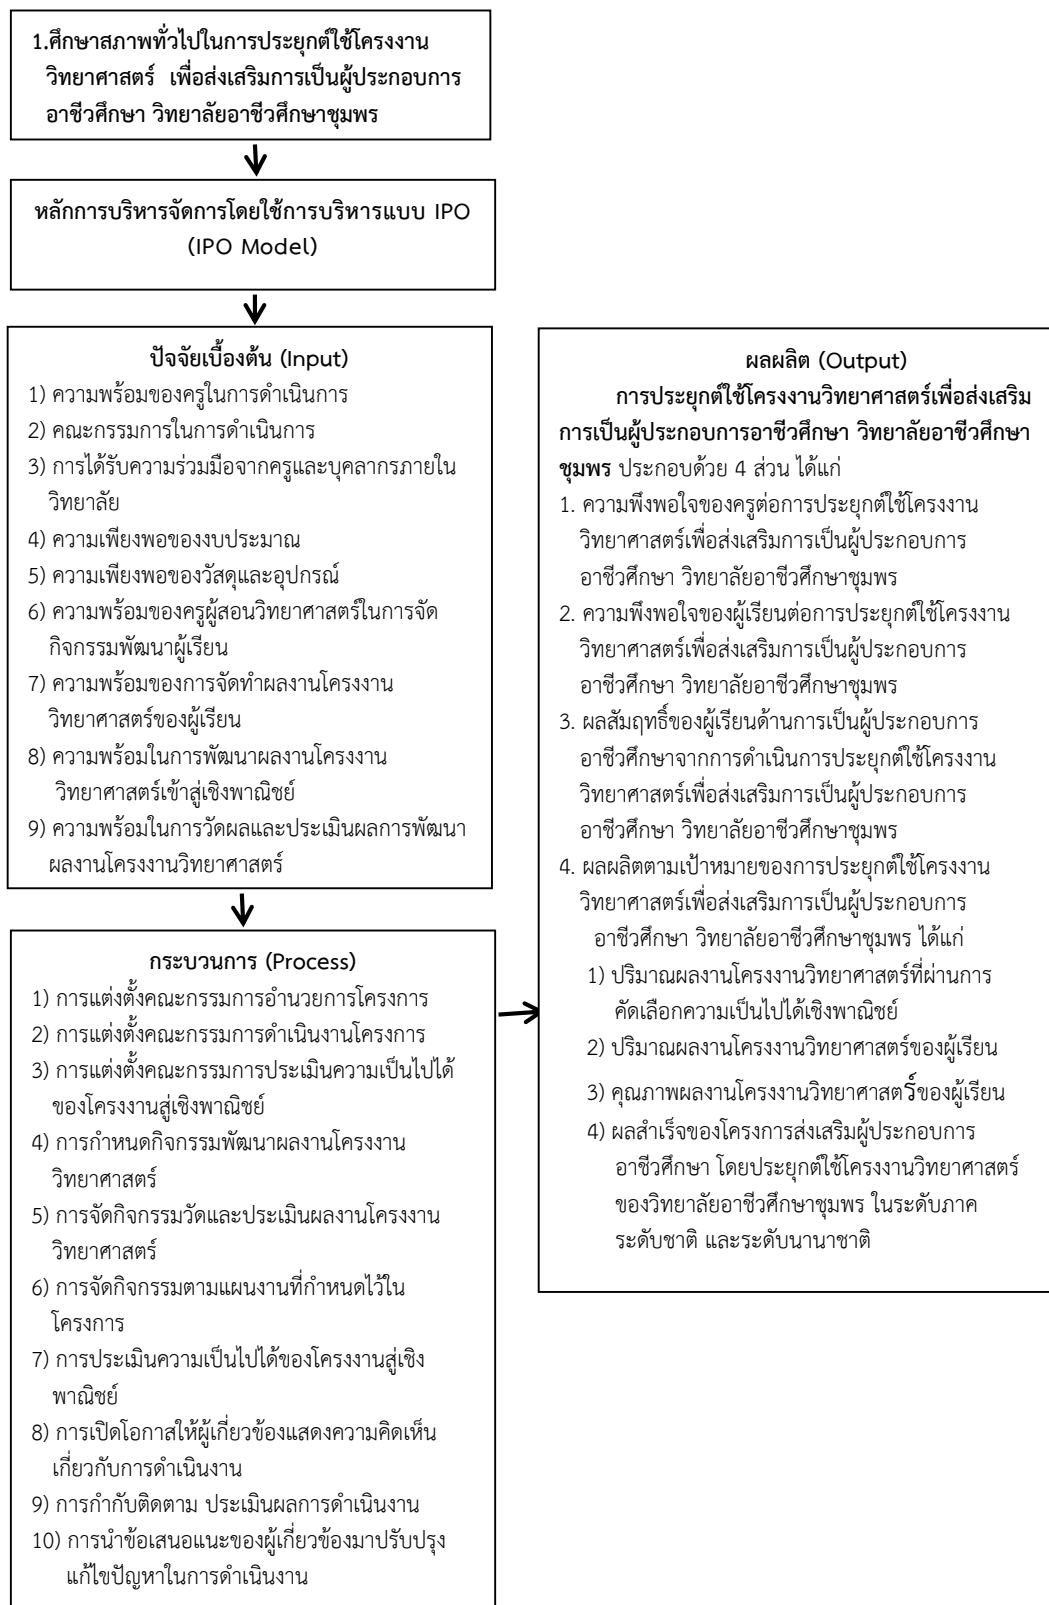 1.ศึกษาสภาพทั่วไปในการประยุกต์ใช้โครงงาน
วิทยาศาสตร์ เพื่อส่งเสริมการเป็นผู้ประกอบการ
อาชีวศึกษา วิทยาลัยอาชีวศึกษาชุมพร
หลักการบริหารจัดการโดยใช้การบริหารแบบ IPO
(IPO Model)
ปัจจัยเบื้องต้น (Input)
1) ความพร้อมของครูในการดำเนินการ
2) คณะกรรมการในการดำเนินการ
3) การได้รับความร่วมมือจากครูและบุคลากรภายใน
วิทยาลัย
4) ความเพียงพอของงบประมาณ
5) ความเพียงพอของวัสดุและอุปกรณ์
6) ความพร้อมของครูผู้สอนวิทยาศาสตร์ในการจัด
กิจกรรมพัฒนาผู้เรียน
7) ความพร้อมของการจัดทำผลงานโครงงาน
วิทยาศาสตร์ของผู้เรียน
8) ความพร้อมในการพัฒนาผลงานโครงงาน
วิทยาศาสตร์เข้าสู่เชิงพาณิชย์
9) ความพร้อมในการวัดผลและประเมินผลการพัฒนา
ผลงานโครงงานวิทยาศาสตร์
กระบวนการ (Process)
1) การแต่งตั้งคณะกรรมการอำนวยการโครงการ
2) การแต่งตั้งคณะกรรมการดำเนินงานโครงการ
3) การแต่งตั้งคณะกรรมการประเมินความเป็นไปได้
ของโครงงานสู่เชิงพาณิชย์
4) การกำหนดกิจกรรมพัฒนาผลงานโครงงาน
วิทยาศาสตร์
5) การจัดกิจกรรมวัดและประเมินผลงานโครงงาน
วิทยาศาสตร์
6) การจัดกิจกรรมตามแผนงานที่กำหนดไว้ใน
โครงการ
7) การประเมินความเป็นไปได้ของโครงงานสู่เชิง
พาณิชย์
8) การเปิดโอกาสให้ผู้เกี่ยวข้องแสดงความคิดเห็น
เกี่ยวกับการดำเนินงาน
9) การกำกับติดตาม ประเมินผลการดำเนินงาน
10) การนำข้อเสนอแนะของผู้เกี่ยวข้องมาปรับปรุง
แก้ไขปัญหาในการดำเนินงาน
ผลผลิต (Output)
การประยุกต์ใช้โครงงานวิทยาศาสตร์เพื่อส่งเสริม
การเป็นผู้ประกอบการอาชีวศึกษา วิทยาลัยอาชีวศึกษา
ชุมพร ประกอบด้วย 4 ส่วน ได้แก่
1. ความพึงพอใจของครูต่อการประยุกต์ใช้โครงงาน
วิทยาศาสตร์เพื่อส่งเสริมการเป็นผู้ประกอบการ
อาชีวศึกษา วิทยาลัยอาชีวศึกษาชุมพร
2. ความพึงพอใจของผู้เรียนต่อการประยุกต์ใช้โครงงาน
วิทยาศาสตร์เพื่อส่งเสริมการเป็นผู้ประกอบการ
อาชีวศึกษา วิทยาลัยอาชีวศึกษาชุมพร
3. ผลสัมฤทธิ์ของผู้เรียนด้านการเป็นผู้ประกอบการ
อาชีวศึกษาจากการดำเนินการประยุกต์ใช้โครงงาน
วิทยาศาสตร์เพื่อส่งเสริมการเป็นผู้ประกอบการ
อาชีวศึกษา วิทยาลัยอาชีวศึกษาชุมพร
4. ผลผลิตตามเป้าหมายของการประยุกต์ใช้โครงงาน
วิทยาศาสตร์เพื่อส่งเสริมการเป็นผู้ประกอบการ
อาชีวศึกษา วิทยาลัยอาชีวศึกษาชุมพร ได้แก่
1) ปริมาณผลงานโครงงานวิทยาศาสตร์ที่ผ่านการ
คัดเลือกความเป็นไปได้เชิงพาณิชย์
2) ปริมาณผลงานโครงงานวิทยาศาสตร์ของผู้เรียน
3) คุณภาพผลงานโครงงานวิทยาศาสตร์ของผู้เรียน
4) ผลสำเร็จของโครงการส่งเสริมผู้ประกอบการ
อาชีวศึกษา โดยประยุกต์ใช้โครงงานวิทยาศาสตร์
ของวิทยาลัยอาชีวศึกษาชุมพร ในระดับภาค
ระดับชาติ และระดับนานาชาติ